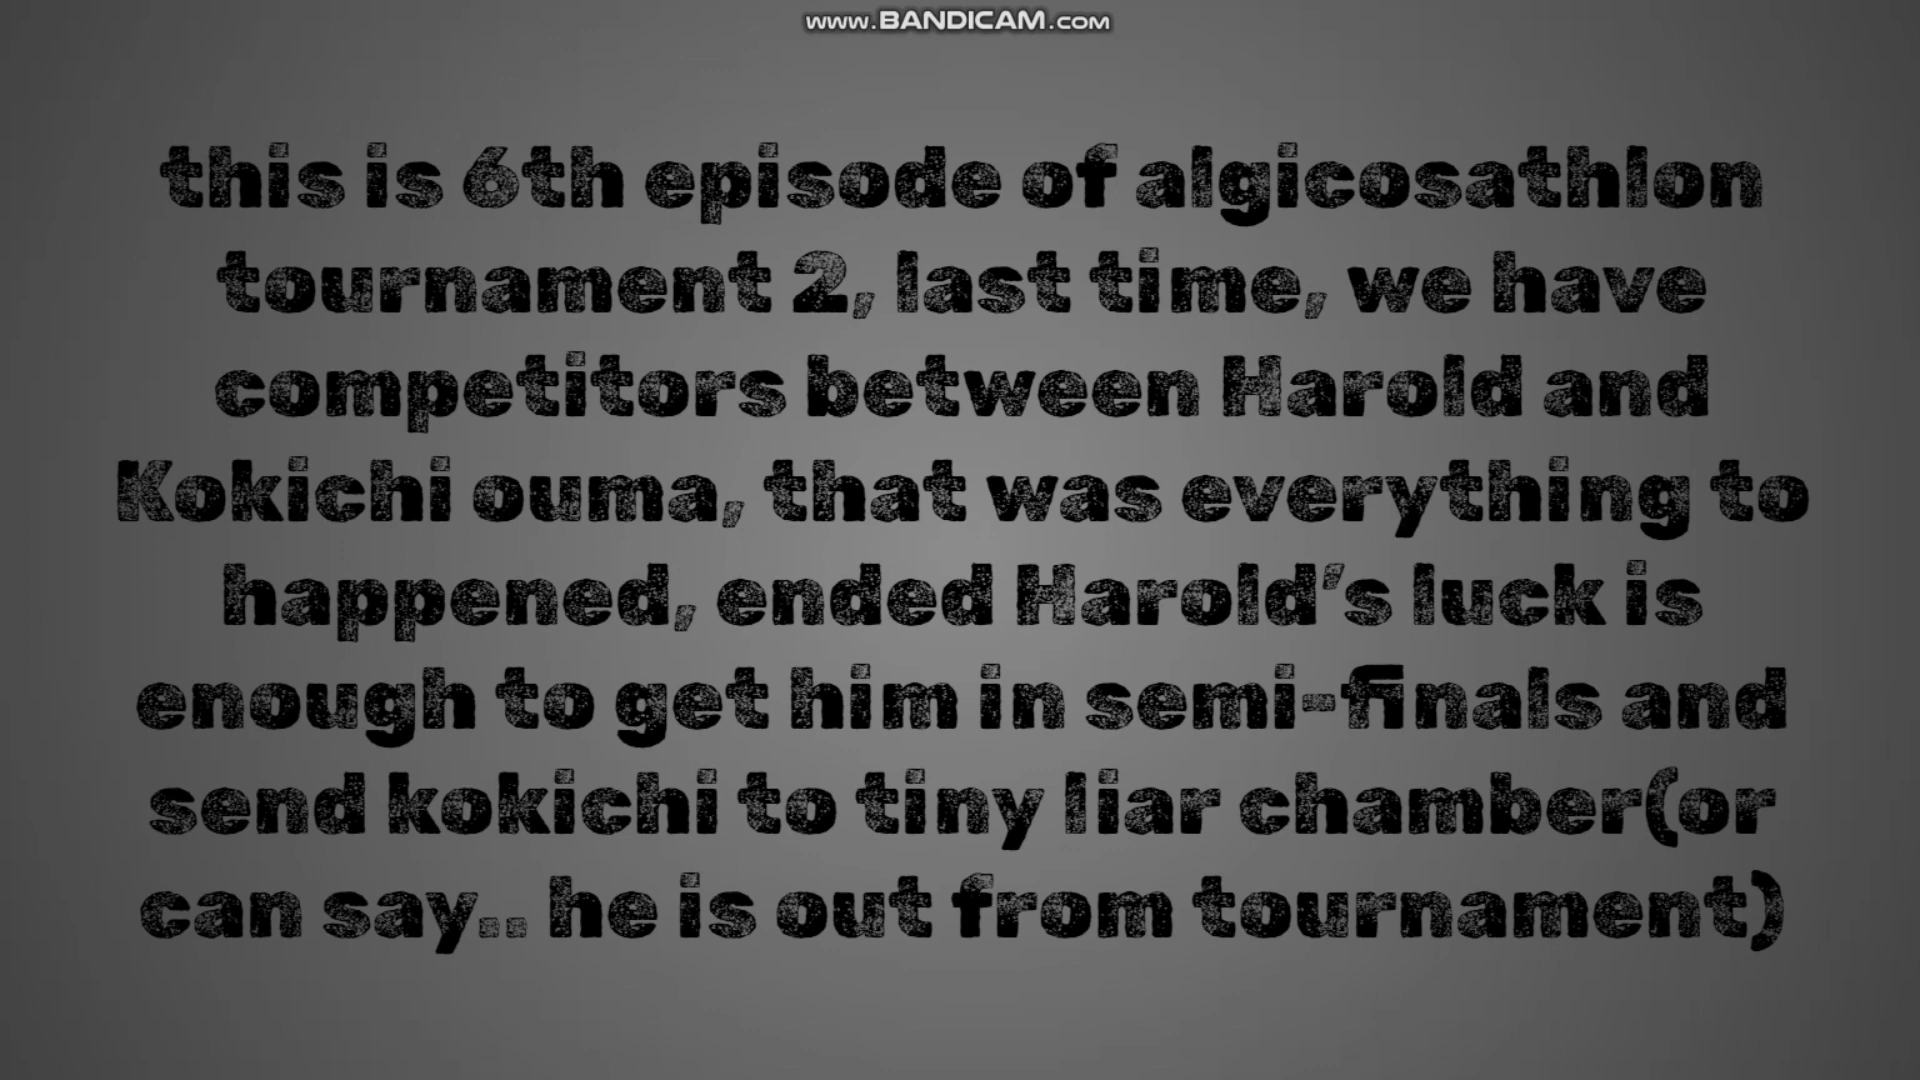 www.BANDICAM.com
this is 6th episode of algicosathlon
tournament 2, last time, we have
competitors between Harold and
Kokichi ouma, that was everything to
happened, ended Harold's luck is
enough to get him in semi-finals and
send kokichi to tiny liar chamber(or
can say.. he is out from tournament)